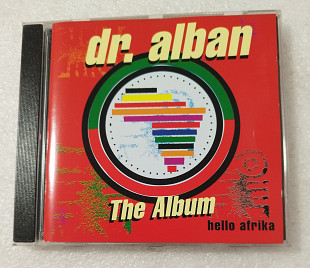 dr. alban
The Album
hello afrika